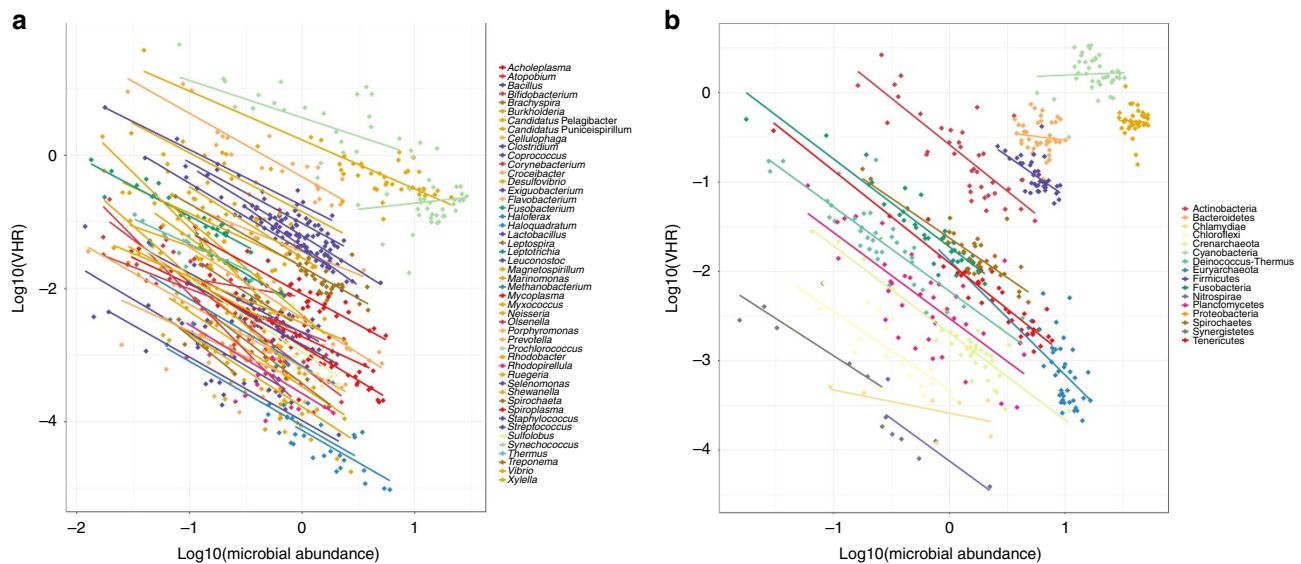 a
Log10(VHR)
0
−2
−4
−2
−1
0
1
Log10(microbial abundance)
Acholeplasma
Atopobium
Bacillus
Bifidobacterium
Brachyspira
Burkholderia
Candidatus Pelagibacter
Candidatus Puniceispirillum
Cellulophaga
Clostridium
Coprococcus
Corynebacterium
Croceibacter
Desulfovibrio
Exiguobacterium
Flavobacterium
Fusobacterium
Haloferax
Haloquadratum
Lactobacillus
Leptospira
Leptotrichia
Leuconostoc
Magnetospirillum
Marinomonas
Methanobacterium
Mycoplasma
Myxococcus
Neisseria
Olsenella
Porphyromonas
Prevotella
Prochlorococcus
Rhodobacter
Rhodopirellula
Ruegeria
Selenomonas
Shewanella
Spirochaeta
Spiroplasma
Staphylococcus
Streptococcus
Sulfolobus
Synechococcus
Thermus
Treponema
Vibrio
Xylella
b
Log10(VHR)
0
−1
−2
−3
−4
−1
0
1
Log10(microbial abundance)
Actinobacteria
Bacteroidetes
Chlamydiae
Chloroflexi
Crenarchaeota
Cyanobacteria
Deinococcus-Thermus
Euryarchaeota
Firmicutes
Fusobacteria
Nitrospirae
Planctomycetes
Proteobacteria
Spirochaetes
Synergistetes
Tenericutes